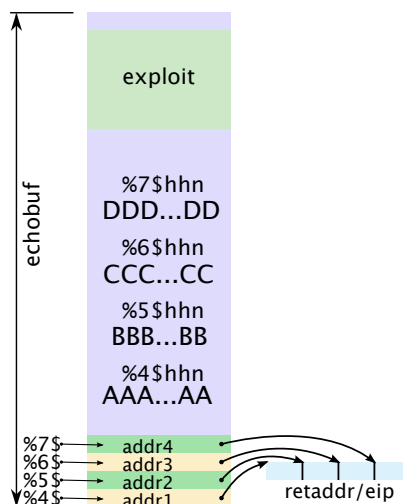 echobuf
exploit
%7$hhn
DDD...DD
%6$hhn
CCC...CC
%5$hhn
BBB...BB
%4$hhn
AAA...AA
%7$ addr4
%6$ addr3
%5$ addr2
%4$ addr1
retaddr/eip